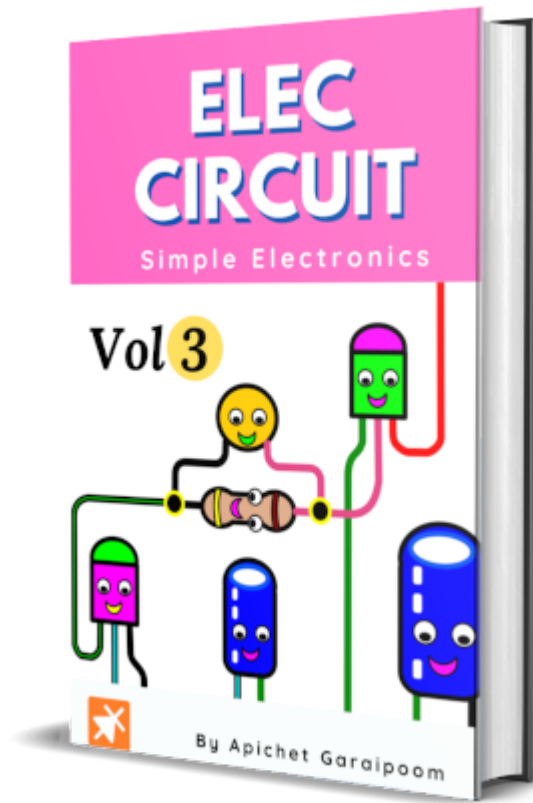 ELEC
CIRCUIT
Simple Electronics
Vol 3
By Apichet Garaipoom